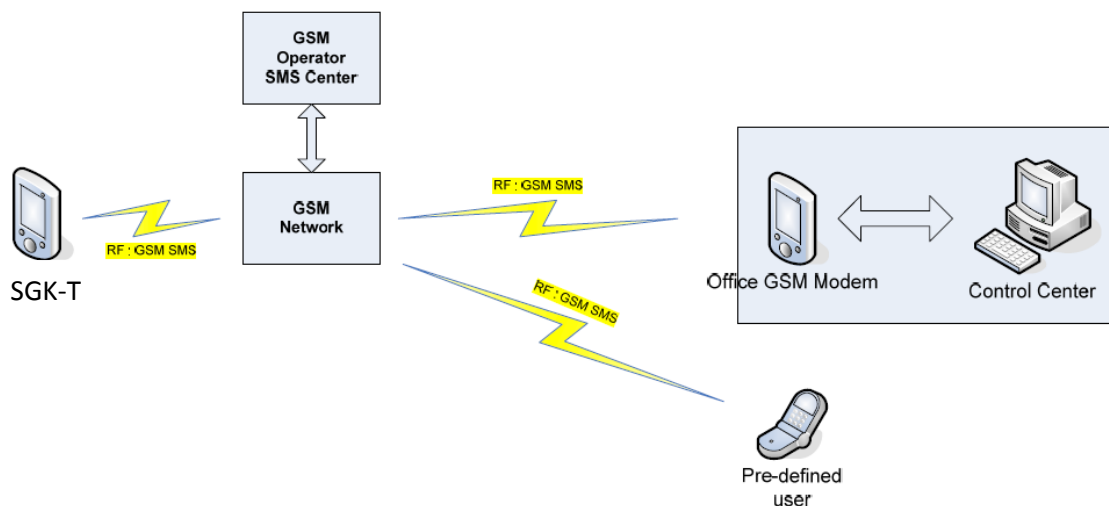 GSM
Operator
SMS Center
GSM
Network
RF : GSM SMS
SGK-T
RF : GSM SMS
RF : GSM SMS
Office GSM Modem
Control Center
Pre-defined
user